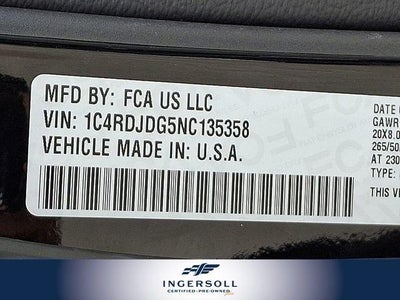 MFD BY: FCA US LLC
VIN: 1C4RDJDG5NC135358
VEHICLE MADE IN: U.S.A.
DATE
GAWR
20X8.
265/50
AT 230
TYPE:
THIS VE
INGERSOLL
CERTIFIED PRE-OWNED